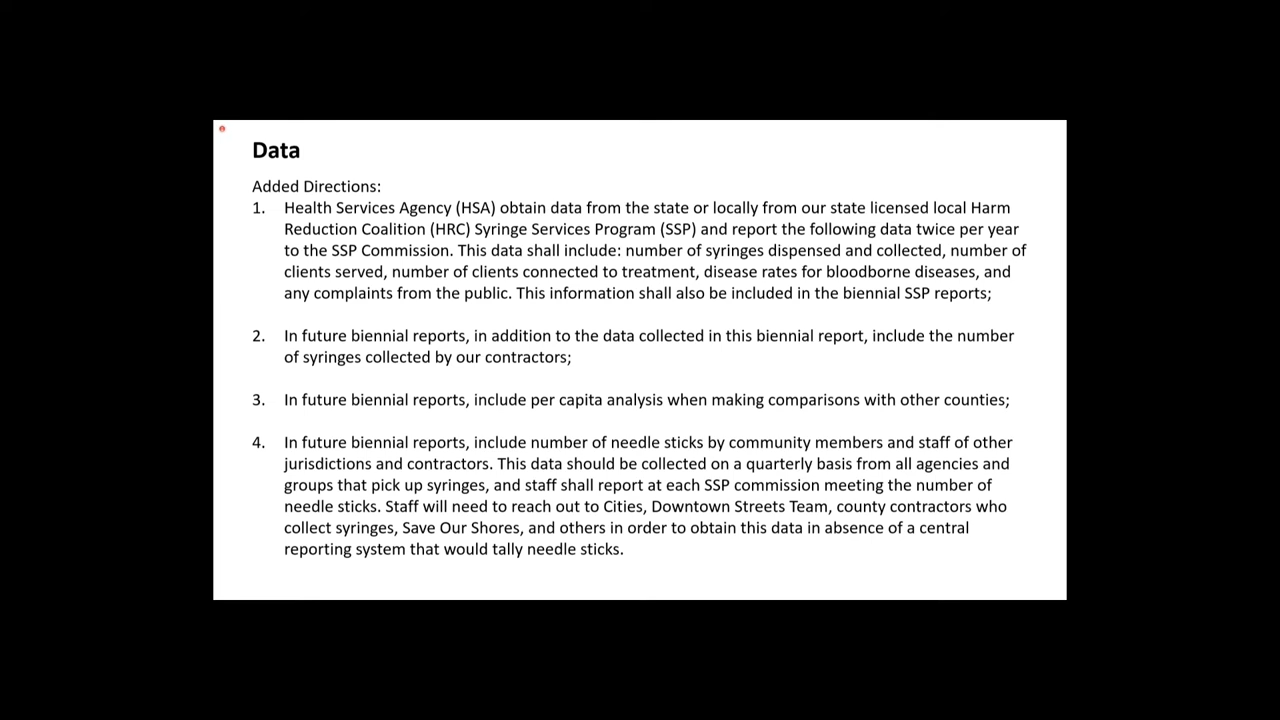 Data
Added Directions:
1. Health Services Agency (HSA) obtain data from the state or locally from our state licensed local Harm
Reduction Coalition (HRC) Syringe Services Program (SSP) and report the following data twice per year
to the SSP Commission. This data shall include: number of syringes dispensed and collected, number of
clients served, number of clients connected to treatment, disease rates for bloodborne diseases, and
any complaints from the public. This information shall also be included in the biennial SSP reports;
2. In future biennial reports, in addition to the data collected in this biennial report, include the number
of syringes collected by our contractors;
3. In future biennial reports, include per capita analysis when making comparisons with other counties;
4. In future biennial reports, include number of needle sticks by community members and staff of other
jurisdictions and contractors. This data should be collected on a quarterly basis from all agencies and
groups that pick up syringes, and staff shall report at each SSP commission meeting the number of
needle sticks. Staff will need to reach out to Cities, Downtown Streets Team, county contractors who
collect syringes, Save Our Shores, and others in order to obtain this data in absence of a central
reporting system that would tally needle sticks.